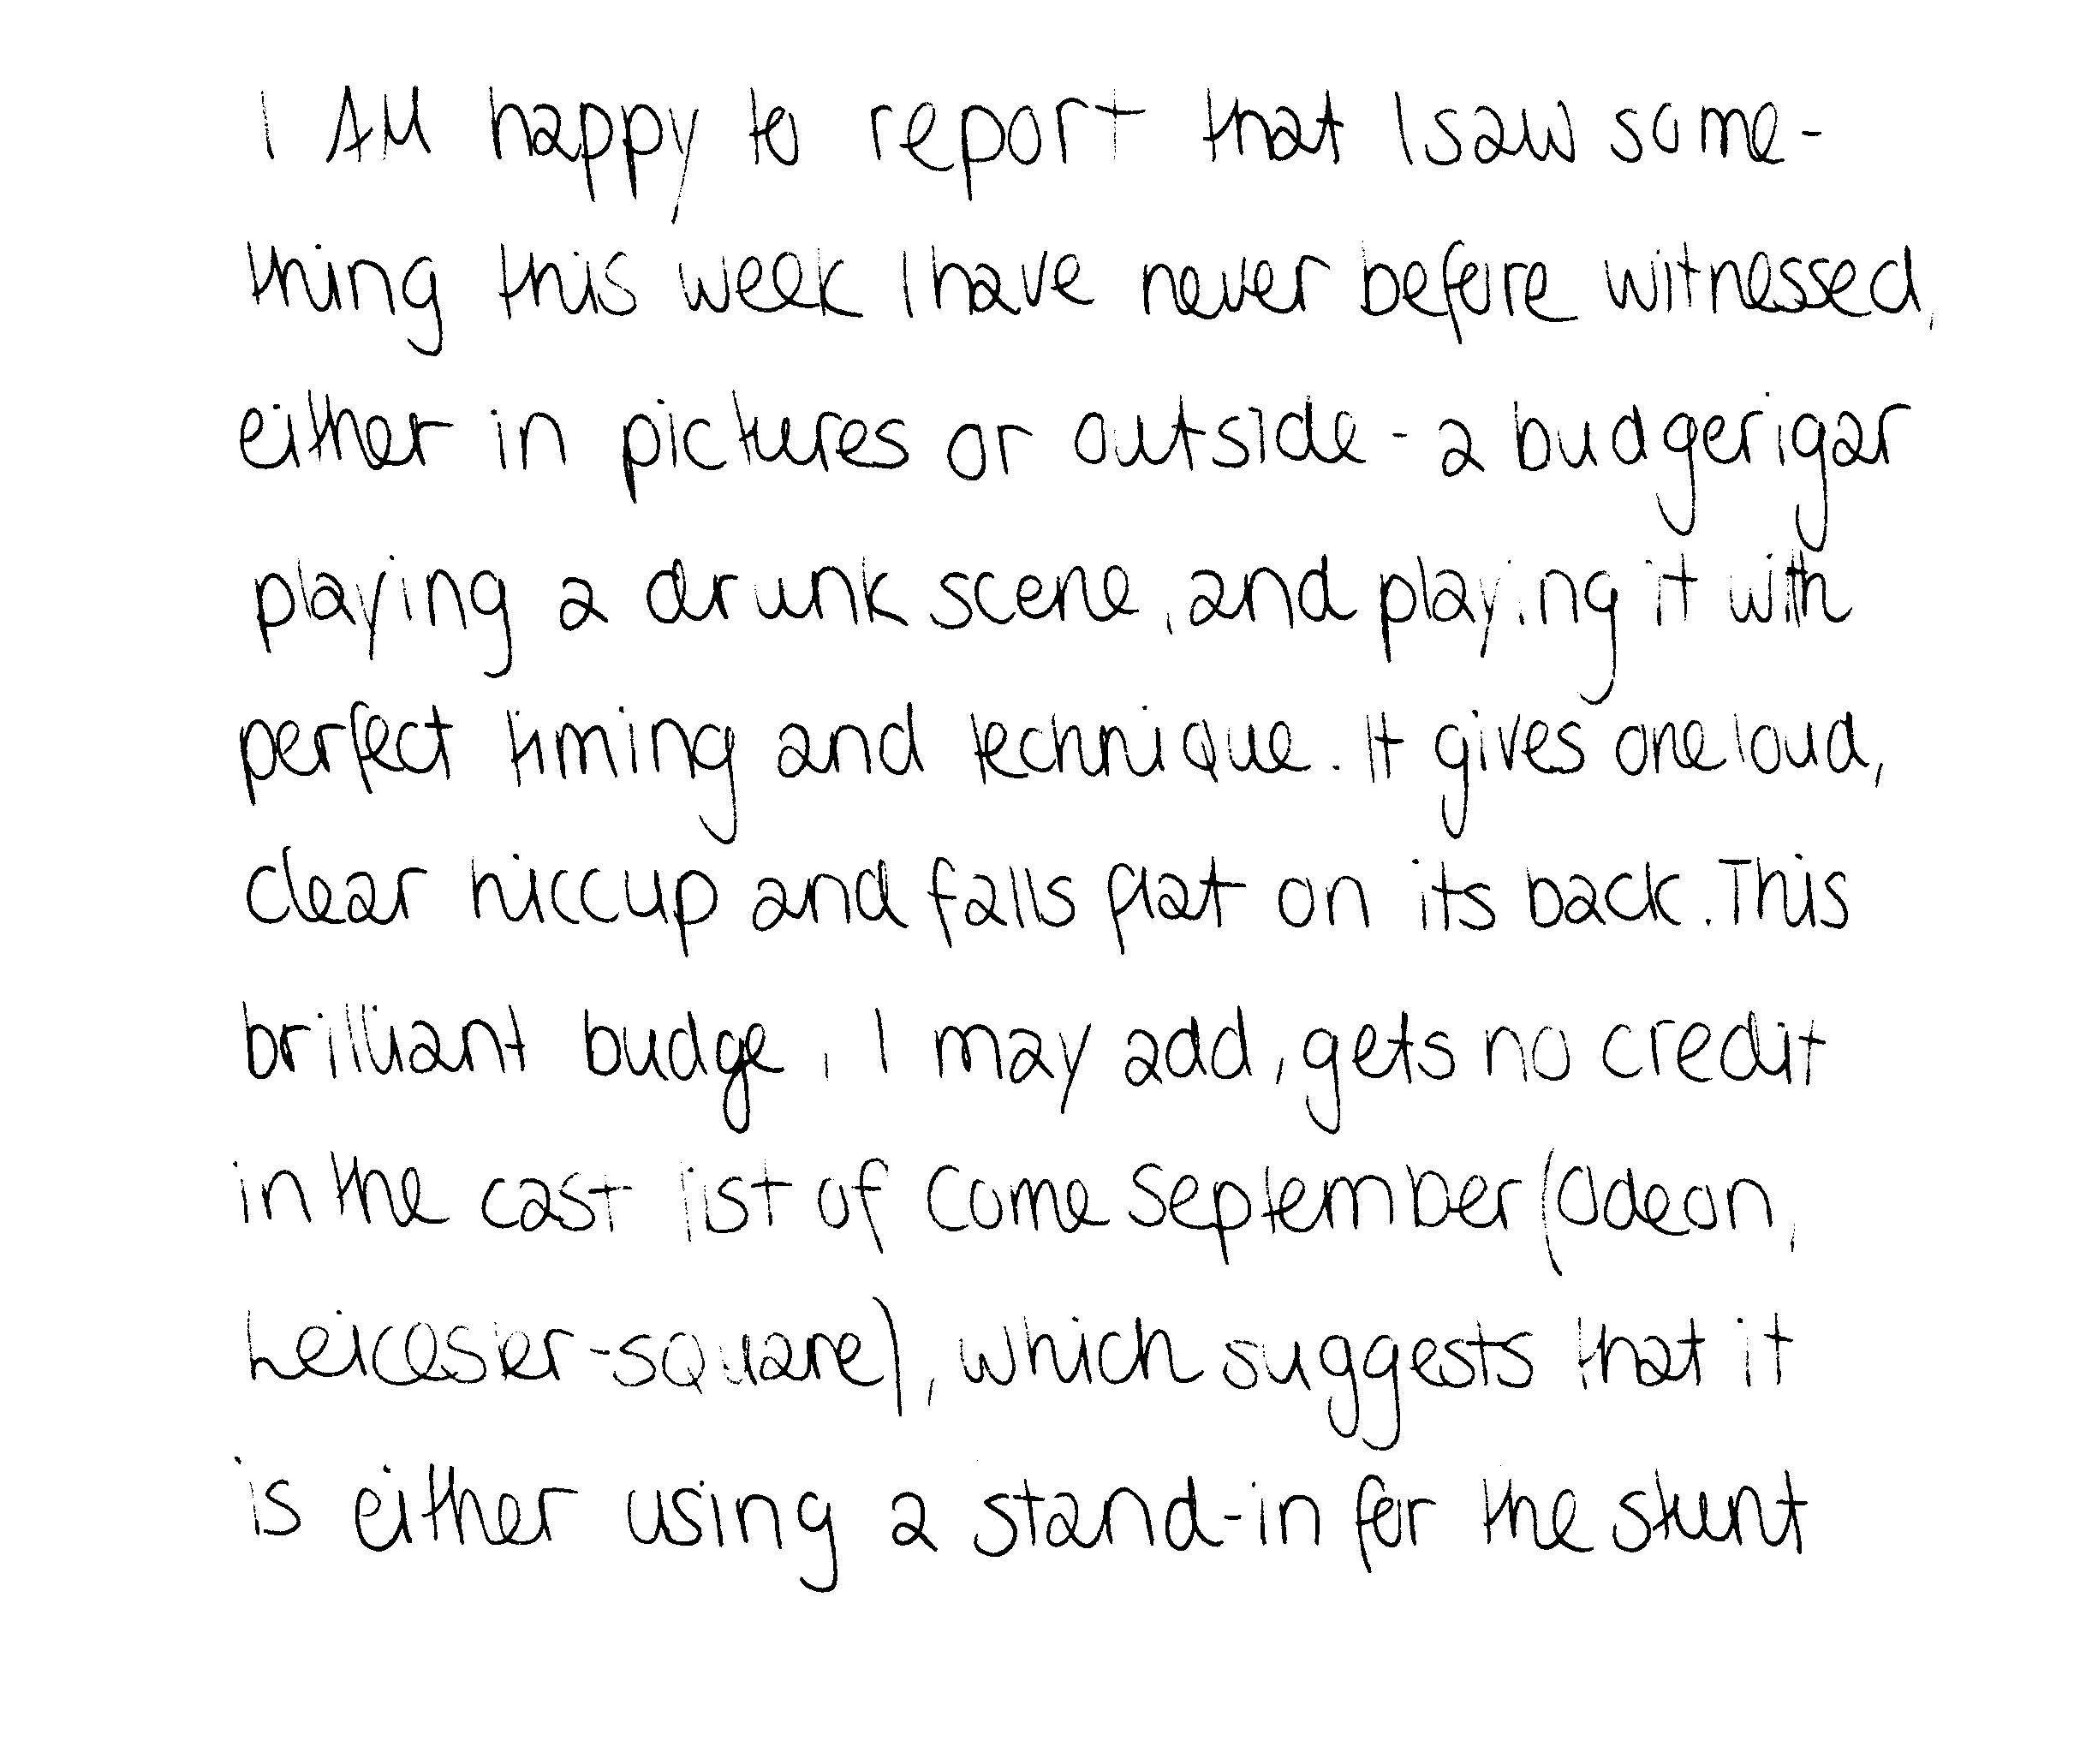 I AM happy to report that I saw some-
thing this week I have never before witnessed,
either in pictures or outside - a budgerigar
playing a drunk scene, and playing it with
perfect timing and technique. It gives one loud,
clear hiccup and falls flat on its back. This
brilliant budge, I may add, gets no credit
in the cast list of Come September (Odeon,
Leicester-square), which suggests that it
is either using a stand-in for the stunt